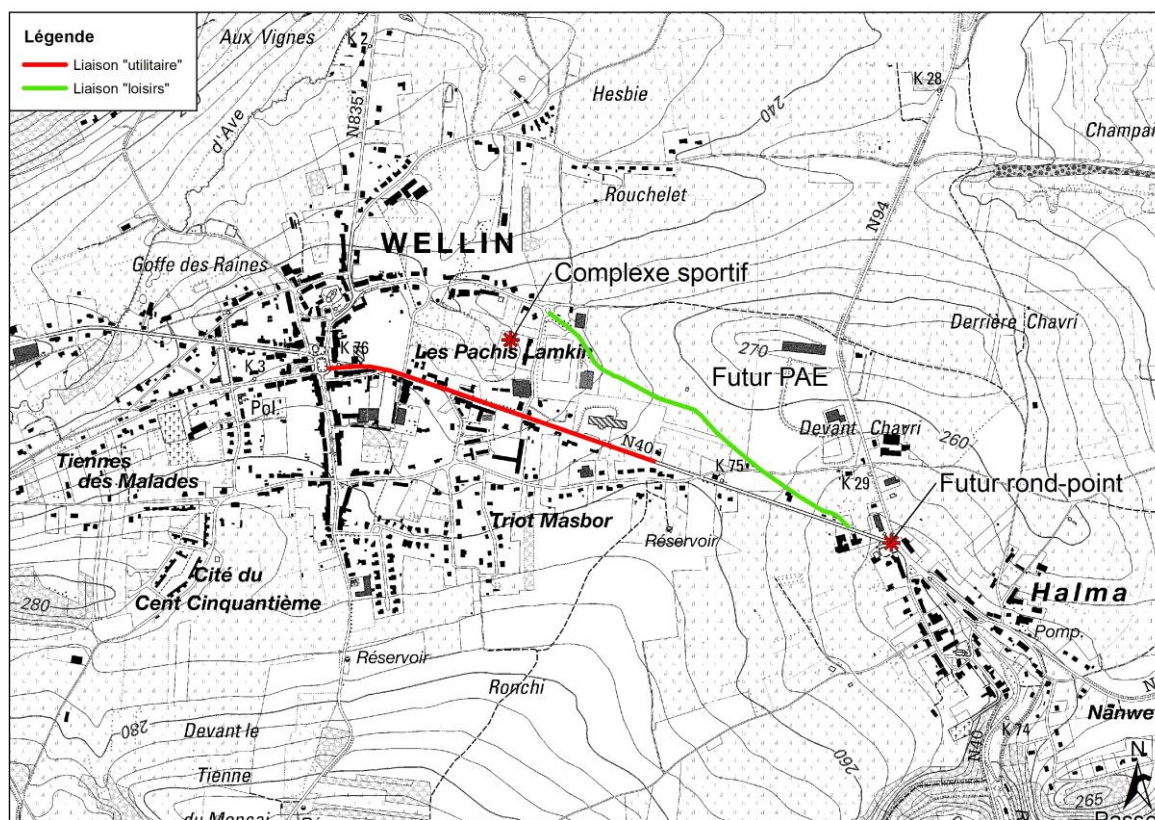 Légende
Liaison "utilitaire"
Liaison "loisirs"
Aux Vignes
K 2
d'Ave
N835
Hesbie
240
K 28
Champa
Rouchelet
N94
WELLIN
Goffe des Raines
Complexe sportif
Derrière Chavri
K 76
Les Pachis Lamkin
270
K 3
Futur PAE
Pol.
Devant Chavri
260
N40
K 75
K 29
Tiennes
des Malades
Futur rond-point
Triot Masbor
Réservoir
Cité du
Cent Cinquantième
280
Halma
Pomp.
Réservoir
Ronchi
Nanwe
280
Devant le
Tienne
260
N40
K 74
N
265